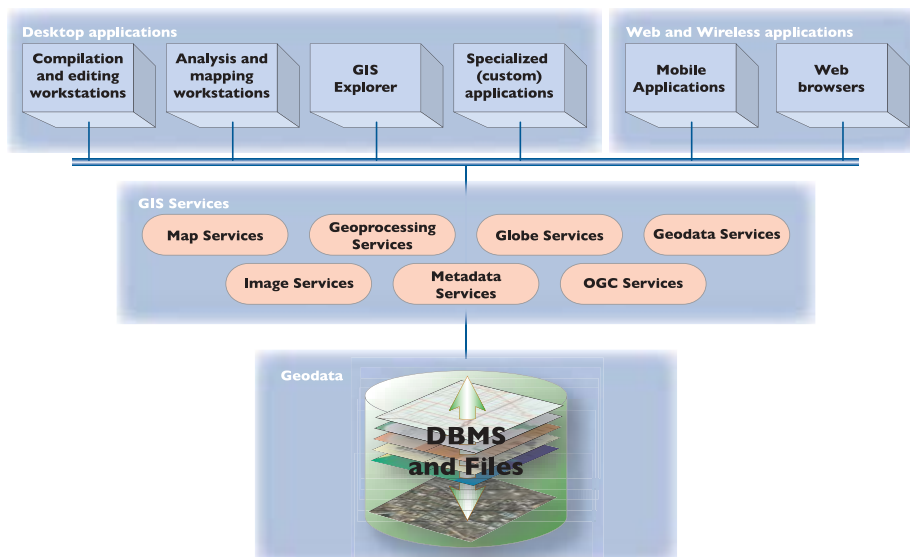 Desktop applications
Compilation
and editing
workstations
Analysis and
mapping
workstations
GIS
Explorer
Specialized
(custom)
applications
Web and Wireless applications
Mobile
Applications
Web
browsers
GIS Services
Map Services
Geoprocessing
Services
Globe Services
Geodata Services
Image Services
Metadata
Services
OGC Services
Geodata
DBMS
and Files